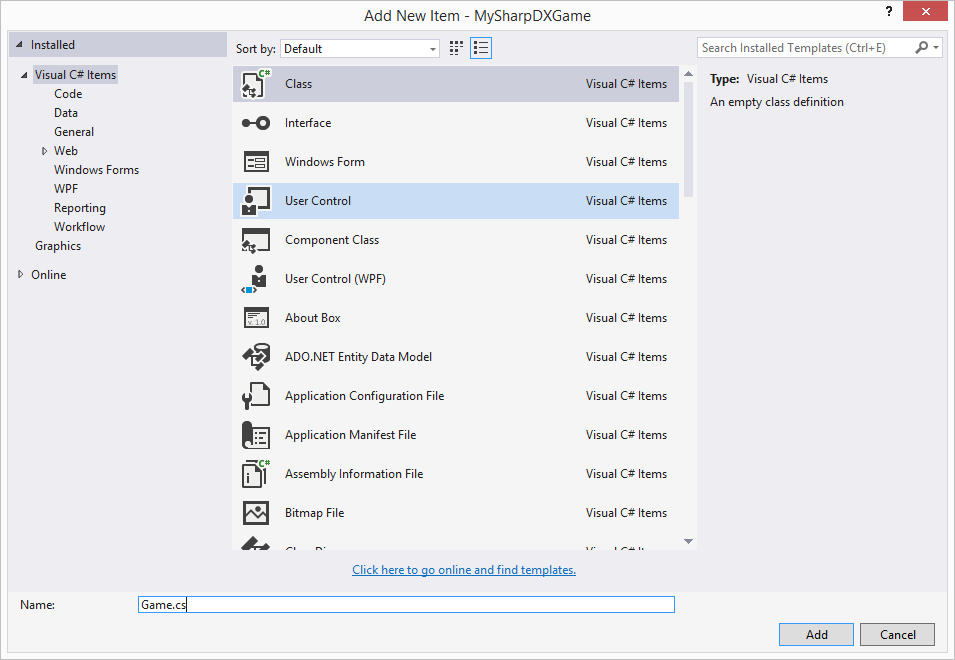 Add New Item - MySharpDXGame
?
Installed
Sort by: Default
Search Installed Templates (Ctrl+E)
Visual C# Items
Code
Data
General
Web
Windows Forms
WPF
Reporting
Workflow
Graphics
Online
C# Class Visual C# Items
Interface Visual C# Items
Windows Form Visual C# Items
User Control Visual C# Items
Component Class Visual C# Items
User Control (WPF) Visual C# Items
v. 1.0 About Box Visual C# Items
ADO.NET Entity Data Model Visual C# Items
Application Configuration File Visual C# Items
Application Manifest File Visual C# Items
C# Assembly Information File Visual C# Items
Bitmap File Visual C# Items
Type: Visual C# Items
An empty class definition
Click here to go online and find templates.
Name: Game.cs
Add Cancel